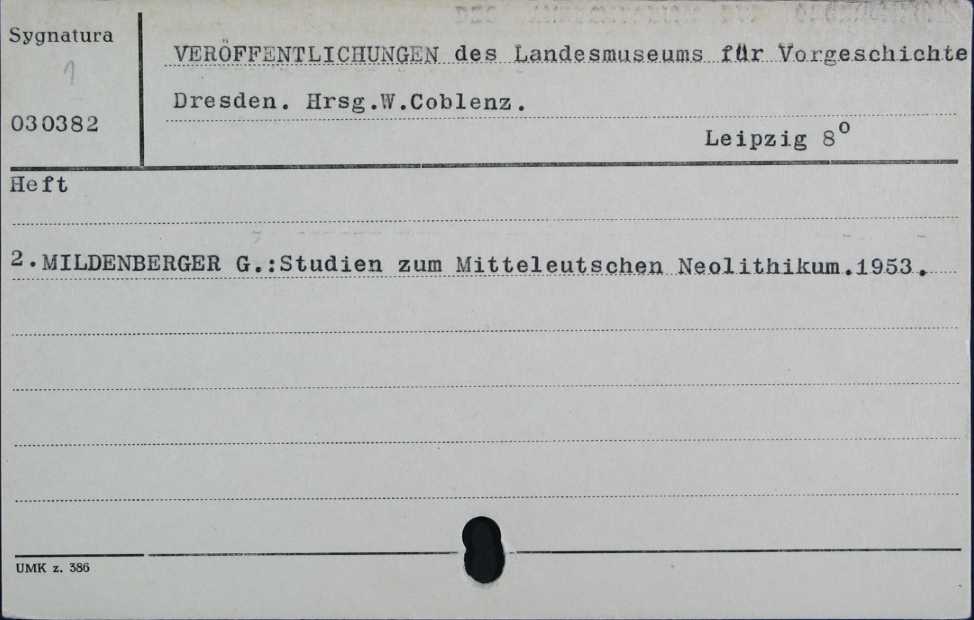 Sygnatura
1
030382
VERÖFFENTLICHUNGEN des Landesmuseums für Vorgeschichte
Dresden. Hrsg.W.Coblenz.
Leipzig 8º
Heft
2.MILDENBERGER G.:Studien zum Mitteleutschen Neolithikum.1953.
UMK z. 386